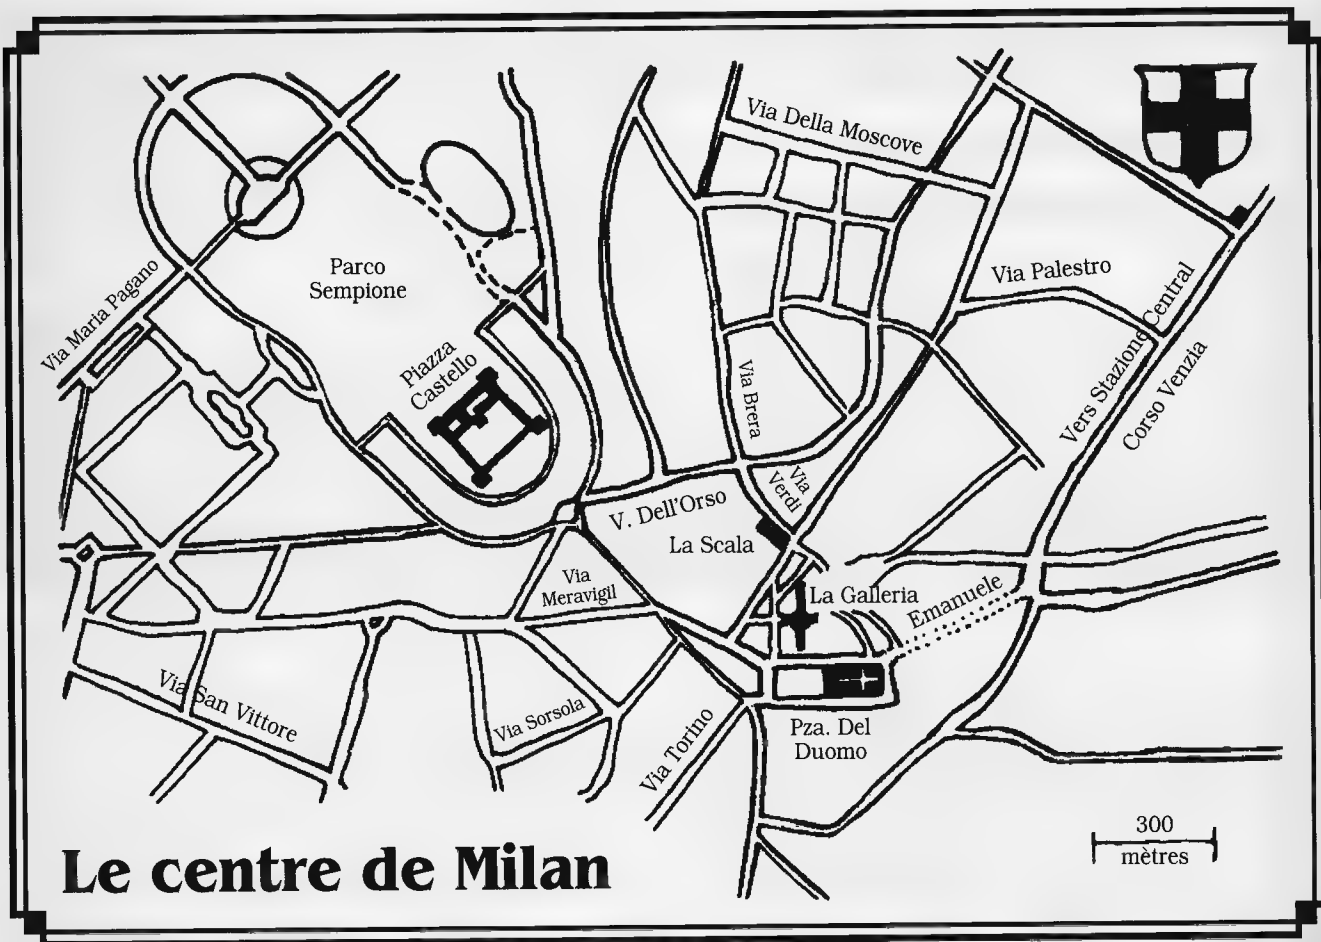 Via Della Moscove
Via Maria Pagano
Parco
Sempione
Via Palestro
Piazza
Castello
Via Brera
Vers Stazione Central
Corso Venzia
Via
Verdi
V. Dell'Orso
La Scala
Via
Meravigil
La Galleria
Emanuele
Via San Vittore
Via Sorsola
Via Torino
Pza. Del
Duomo
300
mètres
Le centre de Milan